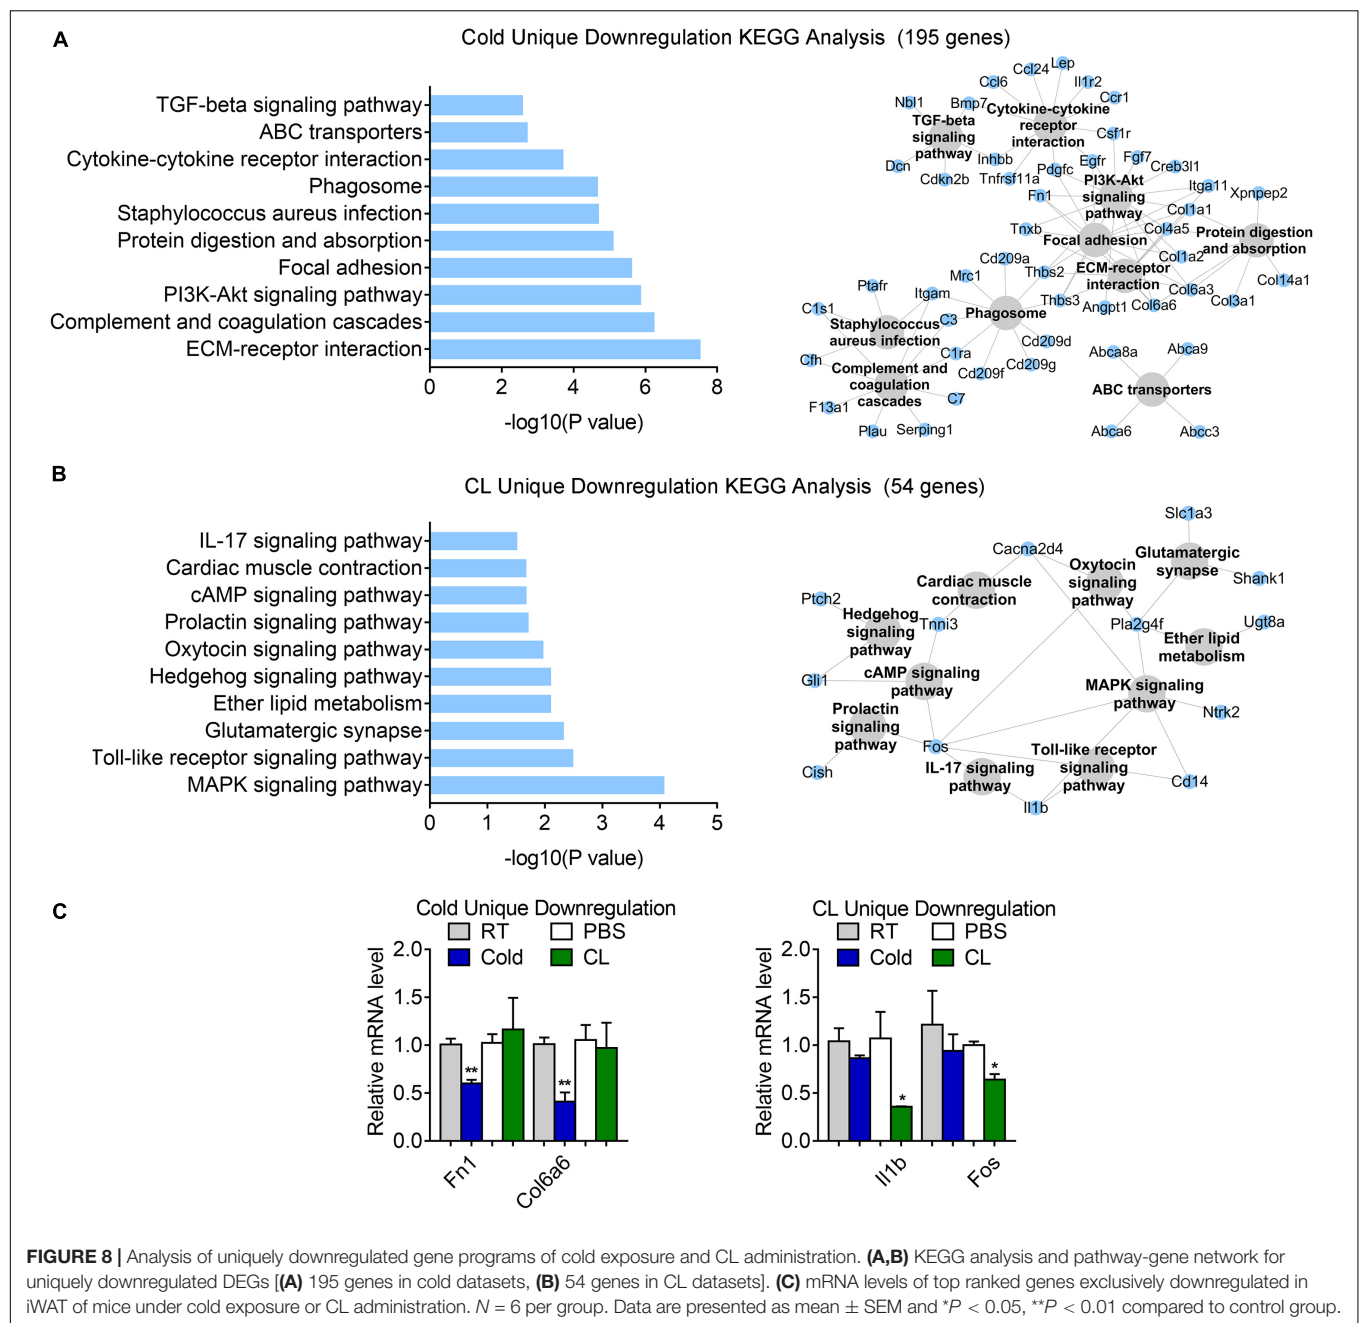 A
Cold Unique Downregulation KEGG Analysis (195 genes)
TGF-beta signaling pathway
ABC transporters
Cytokine-cytokine receptor interaction
Phagosome
Staphylococcus aureus infection
Protein digestion and absorption
Focal adhesion
PI3K-Akt signaling pathway
Complement and coagulation cascades
ECM-receptor interaction
0 2 4 6 8
-log10(P value)
Lep
Ccl24
Ccl6
Il1r2
Ccr1
Nbl1
Bmp7
Cytokine-cytokine
receptor
interaction
TGF-beta
signaling
pathway
Csf1r
Dcn
Cdkn2b
Inhbb
Tnfrsf11a
Pdgfc
Egfr
Fgf7
Creb3l1
PI3K-Akt
signaling
pathway
Itga11
Xpnpep2
Fn1
Col1a1
Tnxb
Focal adhesion
Col4a5
Protein digestion
and absorption
Cd209a
Col1a2
Mrc1
Thbs2
ECM-receptor
interaction
Col14a1
Ptafr
Itgam
Thbs3
Angpt1
Col6a6
Col6a3
Col3a1
C1s1
C3
Phagosome
Staphylococcus
aureus infection
Cd209d
C1ra
Cd209g
Cd209f
Cfh
Complement and
coagulation
cascades
C7
F13a1
Plau
Serping1
Abca8a
Abca9
ABC transporters
Abca6
Abcc3
B
CL Unique Downregulation KEGG Analysis (54 genes)
IL-17 signaling pathway
Cardiac muscle contraction
cAMP signaling pathway
Prolactin signaling pathway
Oxytocin signaling pathway
Hedgehog signaling pathway
Ether lipid metabolism
Glutamatergic synapse
Toll-like receptor signaling pathway
MAPK signaling pathway
0 1 2 3 4 5
-log10(P value)
Slc1a3
Cacna2d4
Glutamatergic
synapse
Oxytocin
signaling
pathway
Shank1
Cardiac muscle
contraction
Ptch2
Hedgehog
signaling
pathway
Tnni3
Pla2g4f
Ugt8a
Ether lipid
metabolism
Gli1
cAMP signaling
pathway
MAPK signaling
pathway
Ntrk2
Prolactin
signaling
pathway
Fos
Toll-like receptor
signaling
pathway
Cish
IL-17 signaling
pathway
Il1b
Cd14
C
Cold Unique Downregulation
RT PBS
Cold CL
Relative mRNA level
2.0
1.5
1.0
0.5
0.0
**
**
Fn1
Col6a6
CL Unique Downregulation
RT PBS
Cold CL
Relative mRNA level
2.0
1.5
1.0
0.5
0.0
*
*
Il1b
Fos
FIGURE 8 | Analysis of uniquely downregulated gene programs of cold exposure and CL administration. (A,B) KEGG analysis and pathway-gene network for
uniquely downregulated DEGs [(A) 195 genes in cold datasets, (B) 54 genes in CL datasets]. (C) mRNA levels of top ranked genes exclusively downregulated in
iWAT of mice under cold exposure or CL administration. N = 6 per group. Data are presented as mean ± SEM and *P < 0.05, **P < 0.01 compared to control group.